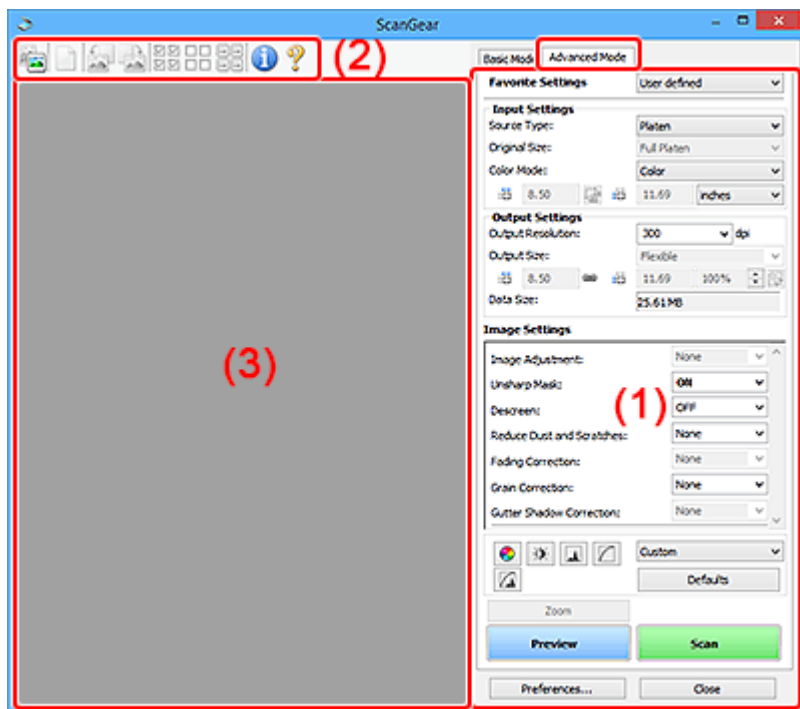 ScanGear
(2)
Basic Mode Advanced Mode
Favorite Settings User defined
Input Settings
Source Type: Platen
Original Size: Full Platen
Color Mode: Color
8.50 11.69 inches
Output Settings
Output Resolution: 300 dpi
Output Size: Flexible
8.50 11.69 100%
Data Size: 25.61MB
Image Settings
(3)
Image Adjustment: None
Unsharp Mask: ON
(1)
Descreen: OFF
Reduce Dust and Scratches: None
Fading Correction: None
Grain Correction: None
Gutter Shadow Correction: None
Custom
Defaults
Zoom
Preview Scan
Preferences... Close